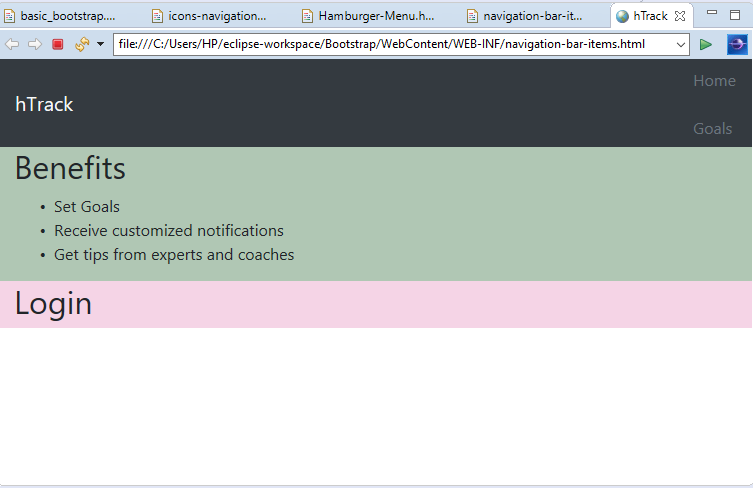 basic_bootstrap.... icons-navigation... Hamburger-Menu.h... navigation-bar-it... hTrack
file:///C:/Users/HP/eclipse-workspace/Bootstrap/WebContent/WEB-INF/navigation-bar-items.html
Home
hTrack
Goals
Benefits
• Set Goals
• Receive customized notifications
• Get tips from experts and coaches
Login